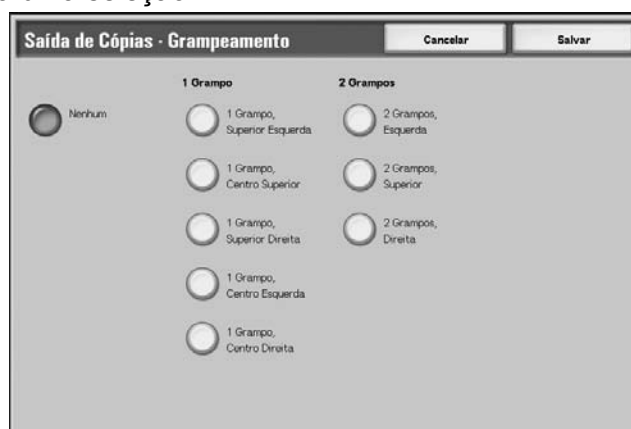 Saída de Cópias - Grampeamento
Cancelar
Salvar
1 Grampo
2 Grampos
Nenhum
1 Grampo,
Superior Esquerda
2 Grampos,
Esquerda
1 Grampo,
Centro Superior
2 Grampos,
Superior
1 Grampo,
Superior Direita
2 Grampos,
Direita
1 Grampo,
Centro Esquerda
1 Grampo,
Centro Direita